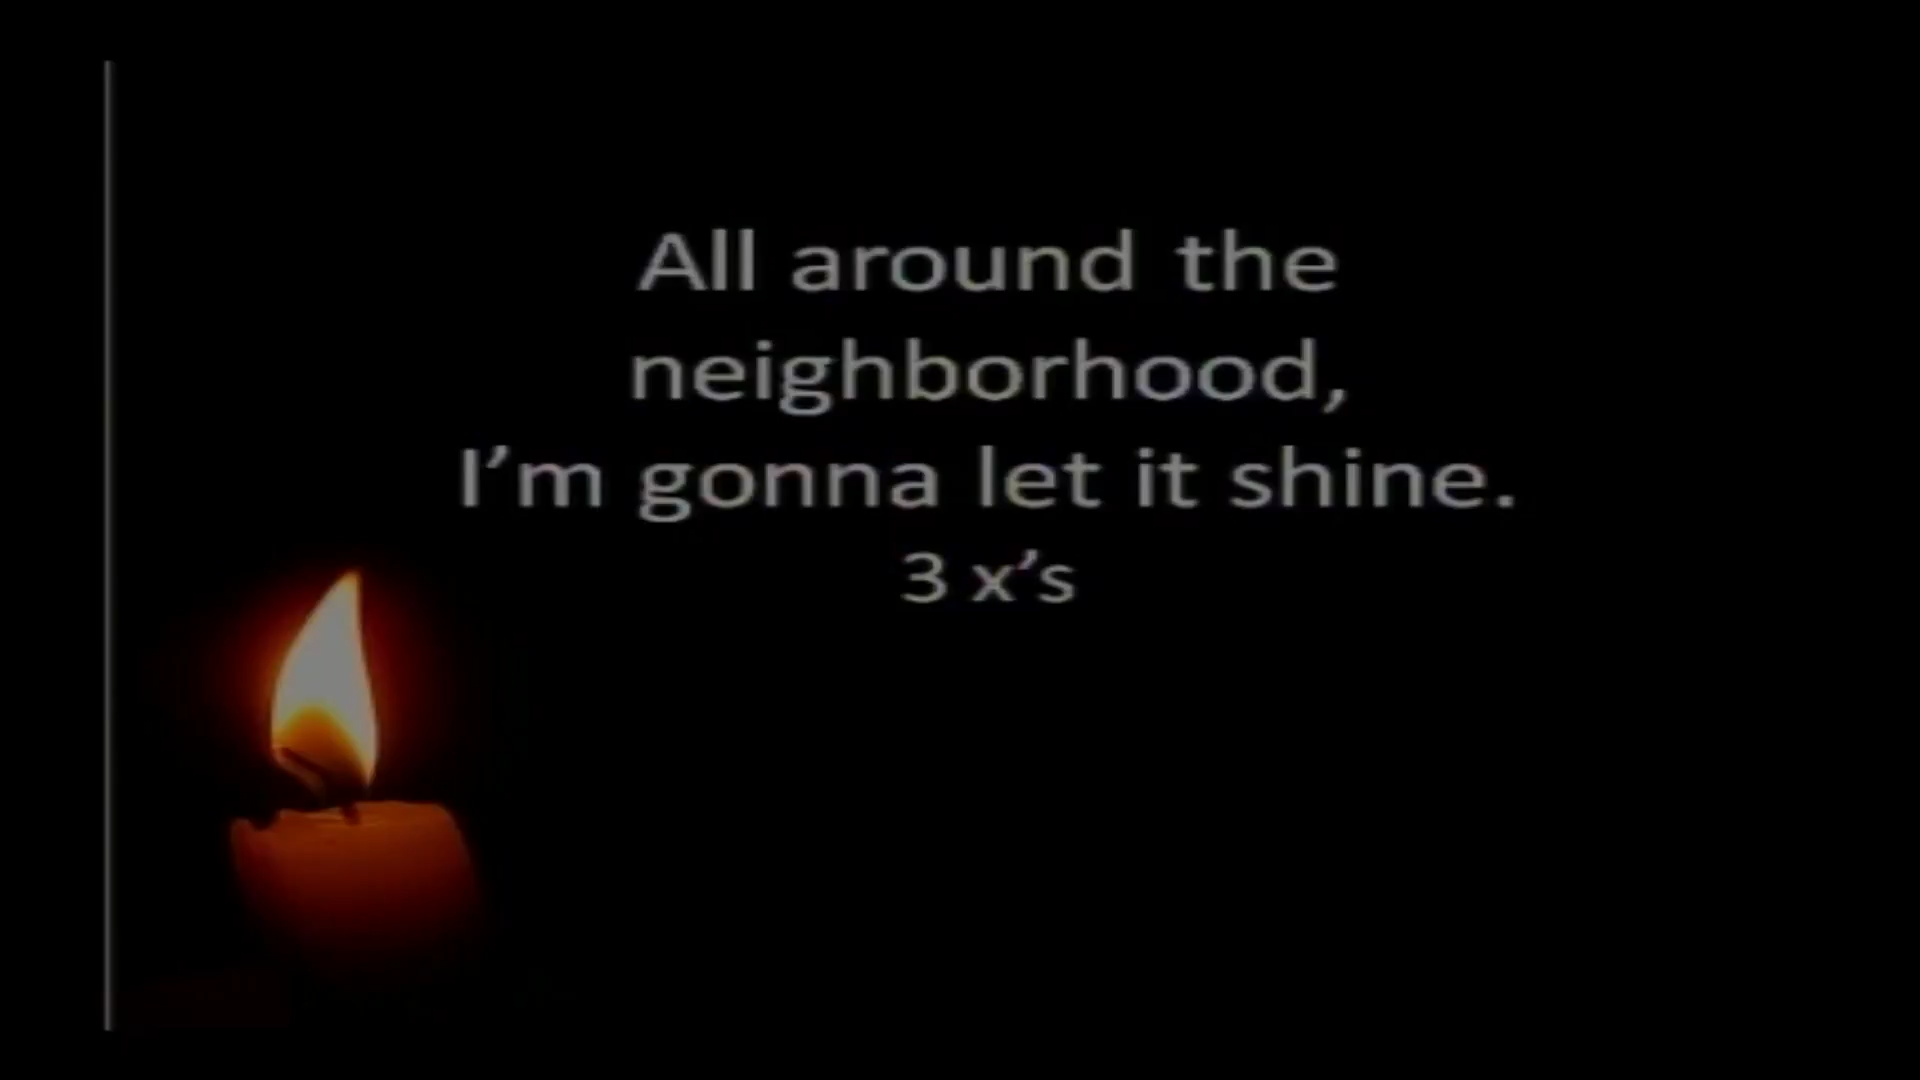 All around the
neighborhood,
I’m gonna let it shine.
3 x’s